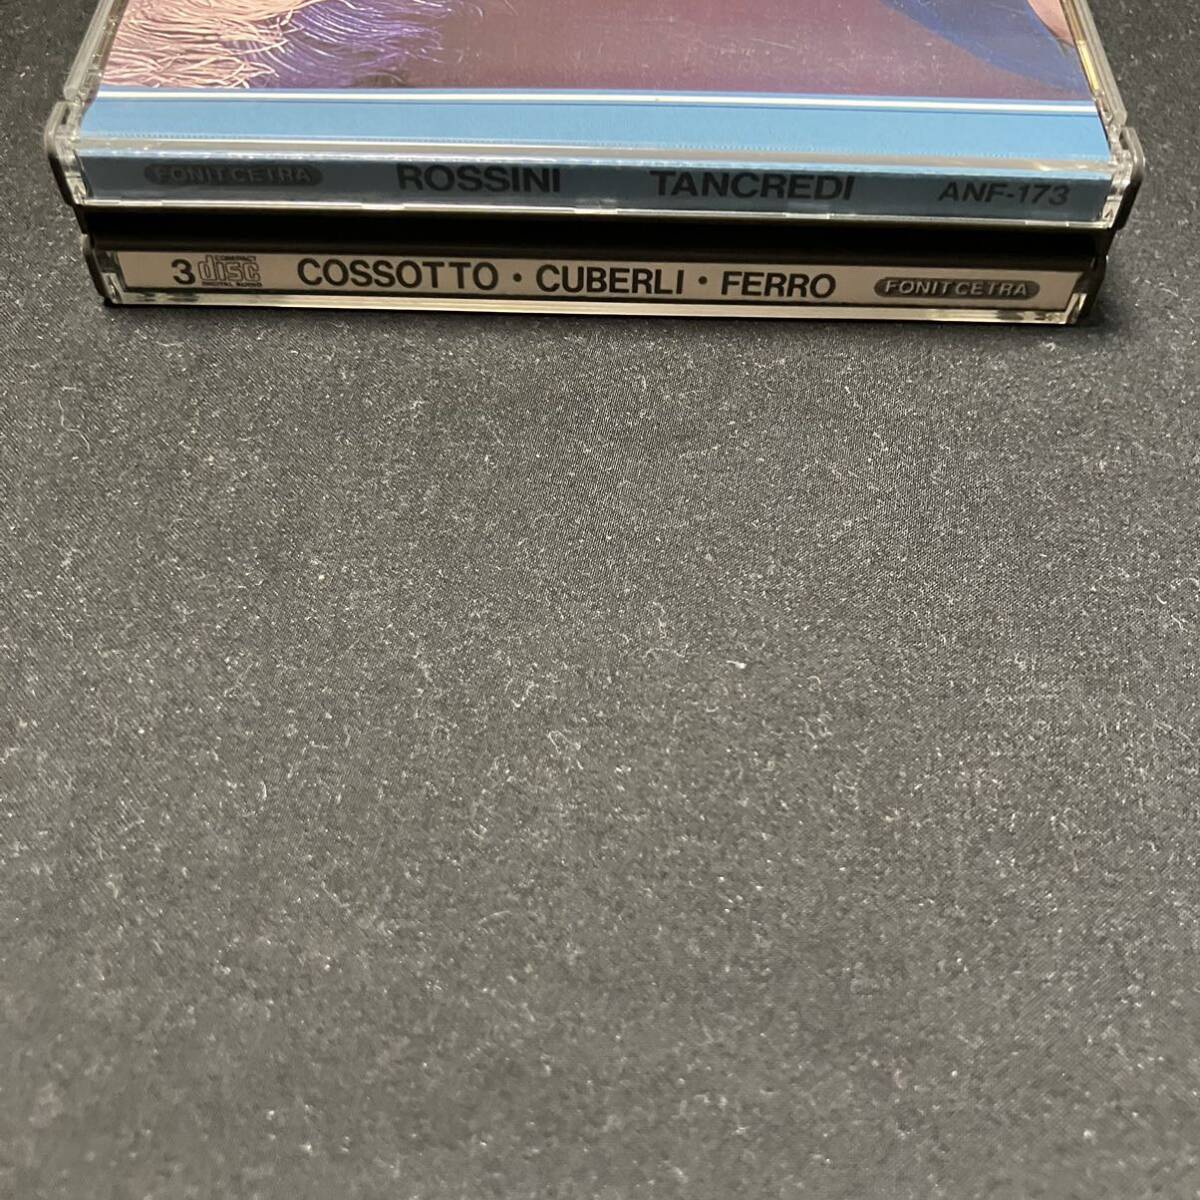 FONIT CETRA ROSSINI TANCREDI ANF-173
3 COMPACT disc DIGITAL AUDIO COSSOTTO · CUBERLI · FERRO FONIT CETRA